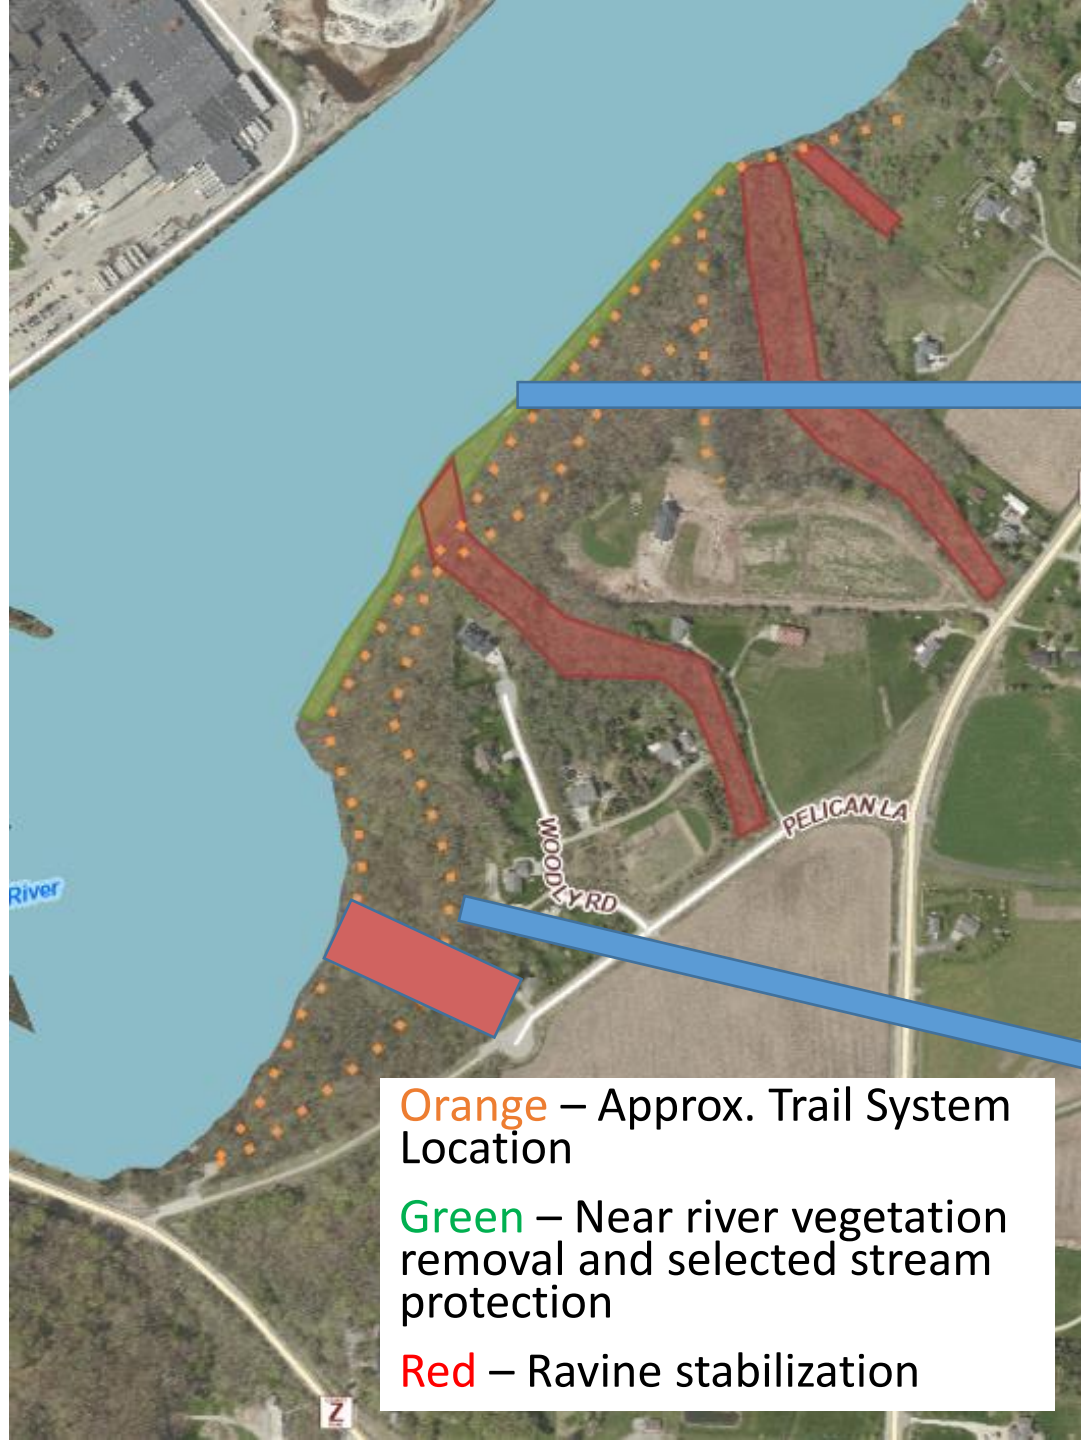 PELICAN LA
WOODLY RD
River
Orange – Approx. Trail System
Location
Green – Near river vegetation
removal and selected stream
protection
Red – Ravine stabilization
Z